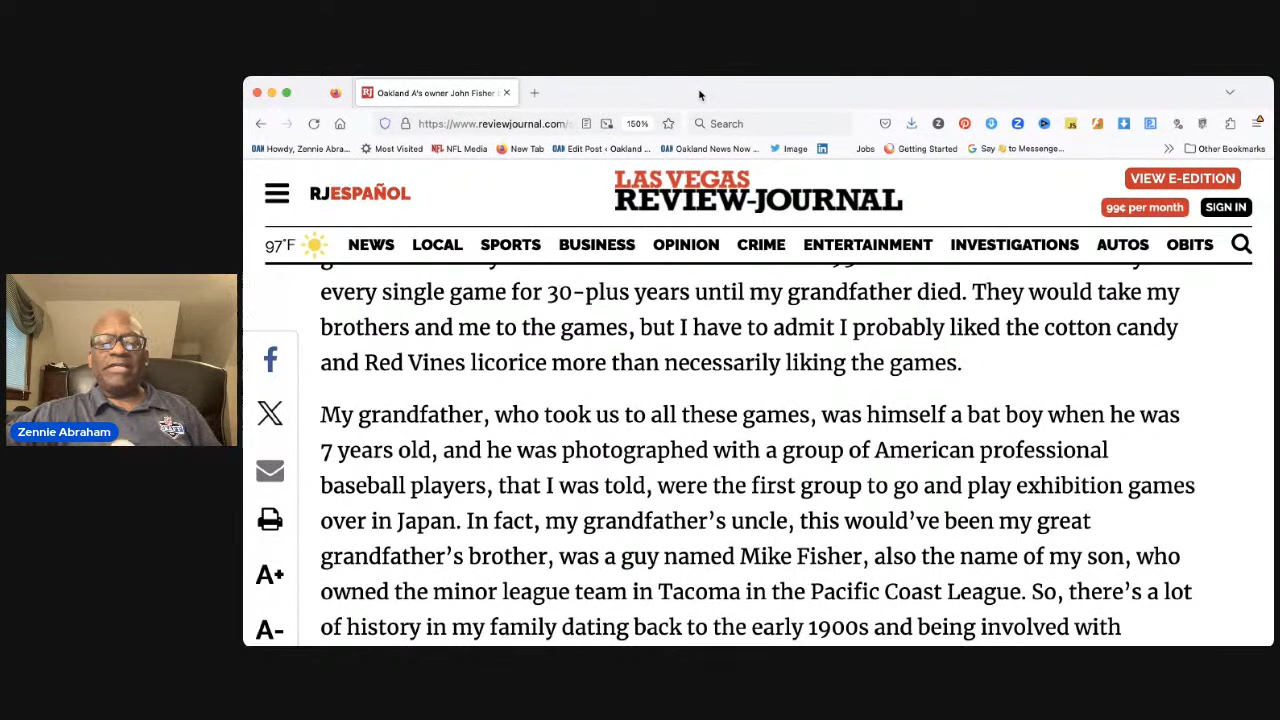 Oakland A's owner John Fisher
https://www.reviewjournal.com/
150%
Search
Howdy, Zennie Abra...
Most Visited
NFL Media
New Tab
Edit Post ‹ Oakland ...
Oakland News Now ...
Image
Jobs
Getting Started
Say 👋 to Messenge...
Other Bookmarks
RJESPAÑOL
LAS VEGAS
REVIEW-JOURNAL
VIEW E-EDITION
99¢ per month
SIGN IN
97°F
NEWS LOCAL SPORTS BUSINESS OPINION CRIME ENTERTAINMENT INVESTIGATIONS AUTOS OBITS
every single game for 30-plus years until my grandfather died. They would take my
brothers and me to the games, but I have to admit I probably liked the cotton candy
and Red Vines licorice more than necessarily liking the games.
My grandfather, who took us to all these games, was himself a bat boy when he was
7 years old, and he was photographed with a group of American professional
baseball players, that I was told, were the first group to go and play exhibition games
over in Japan. In fact, my grandfather’s uncle, this would’ve been my great
grandfather’s brother, was a guy named Mike Fisher, also the name of my son, who
owned the minor league team in Tacoma in the Pacific Coast League. So, there’s a lot
of history in my family dating back to the early 1900s and being involved with
A+
A-
Zennie Abraham